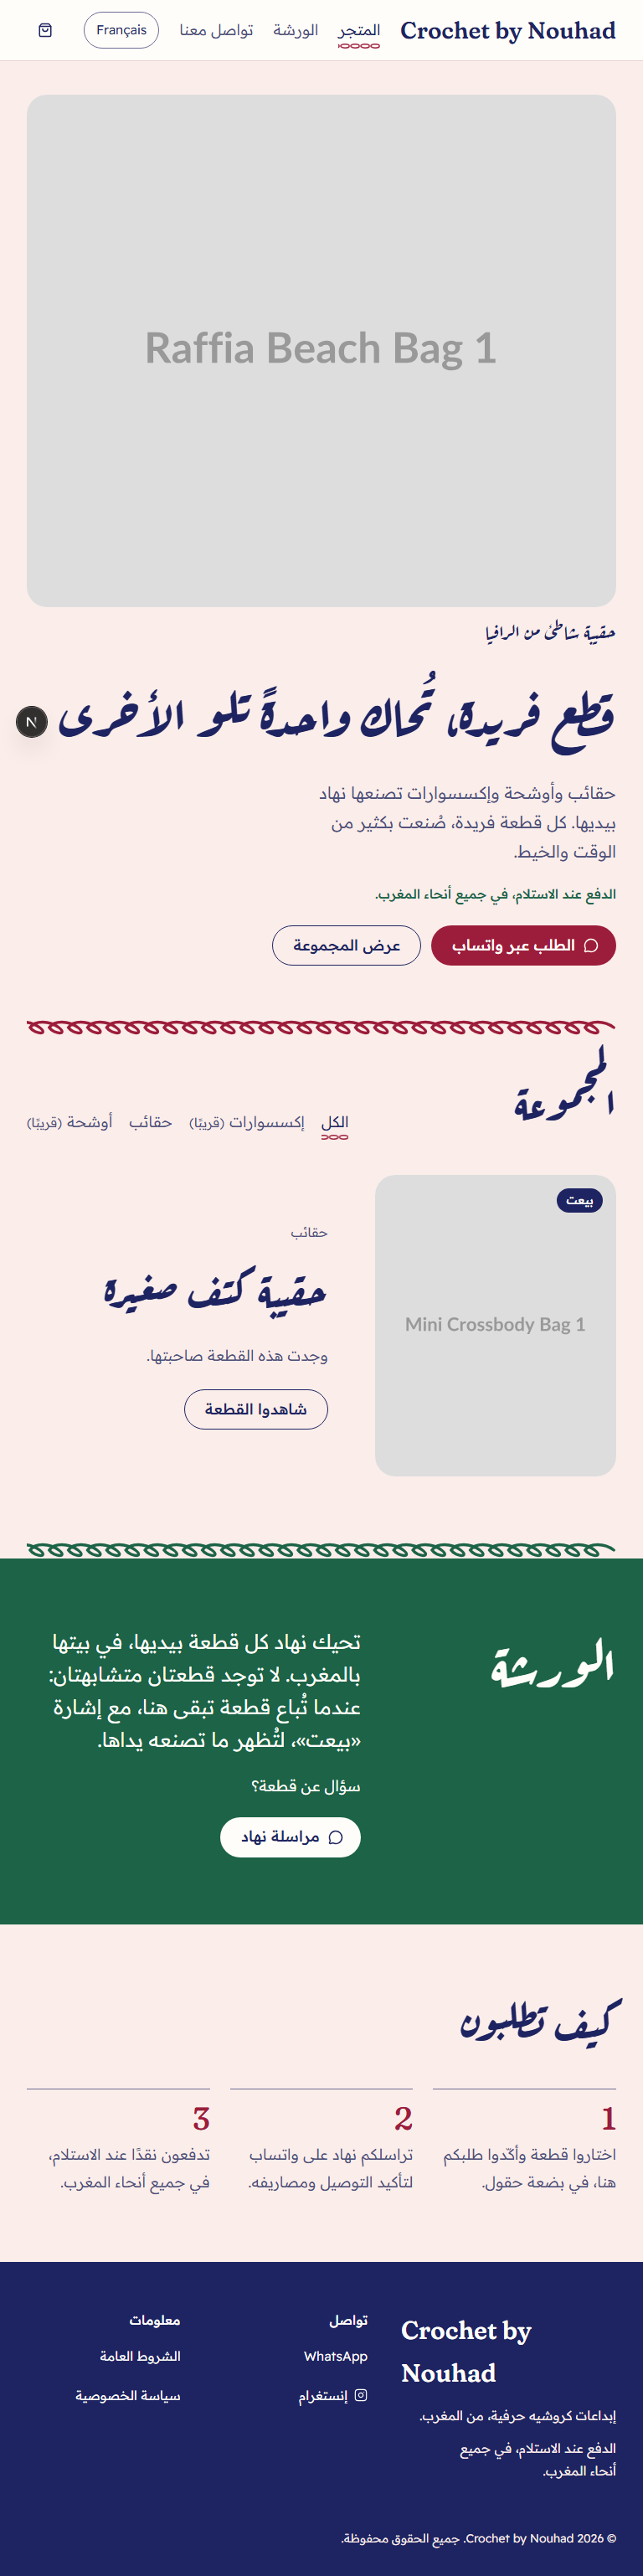 Crochet by Nouhad
المتجر
الورشة
تواصل معنا
Français
Raffia Beach Bag 1
حقيبة شاطئ من الرافيا
قطع فريدة، تُحاك واحدةً تلو الأخرى
N
حقائب وأوشحة وإكسسوارات تصنعها نهاد
بيديها. كل قطعة فريدة، صُنعت بكثير من
الوقت والخيط.
الدفع عند الاستلام، في جميع أنحاء المغرب.
الطلب عبر واتساب
عرض المجموعة
المجموعة
الكل
إكسسوارات (قريبًا)
حقائب
أوشحة (قريبًا)
بيعت
Mini Crossbody Bag 1
حقائب
حقيبة كتف صغيرة
وجدت هذه القطعة صاحبتها.
شاهدوا القطعة
الورشة
تحيك نهاد كل قطعة بيديها، في بيتها
بالمغرب. لا توجد قطعتان متشابهتان:
عندما تُباع قطعة تبقى هنا، مع إشارة
«بيعت»، لتُظهر ما تصنعه يداها.
سؤال عن قطعة؟
مراسلة نهاد
كيف تطلبون
1
اختاروا قطعة وأكّدوا طلبكم
هنا، في بضعة حقول.
2
تراسلكم نهاد على واتساب
لتأكيد التوصيل ومصاريفه.
3
تدفعون نقدًا عند الاستلام،
في جميع أنحاء المغرب.
Crochet by
Nouhad
إبداعات كروشيه حرفية، من المغرب.
الدفع عند الاستلام، في جميع
أنحاء المغرب.
تواصل
WhatsApp
إنستغرام
معلومات
الشروط العامة
سياسة الخصوصية
© 2026 Crochet by Nouhad. جميع الحقوق محفوظة.